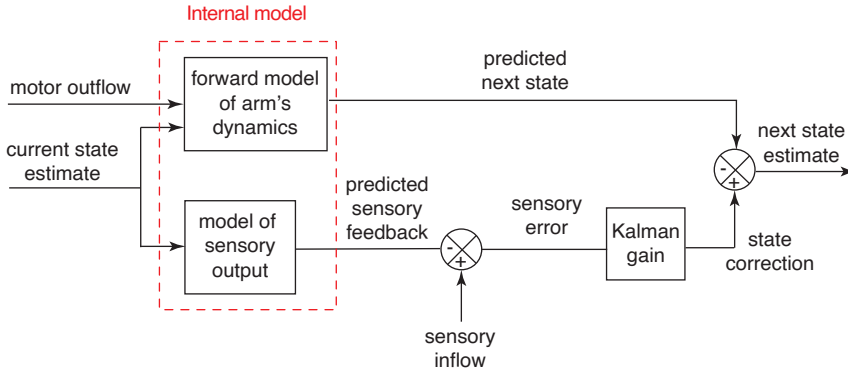 Internal model
motor outflow
forward model
of arm's
dynamics
predicted
next state
current state
estimate
next state
estimate
-
+
model of
sensory
output
predicted
sensory
feedback
-
+
sensory
error
Kalman
gain
state
correction
sensory
inflow